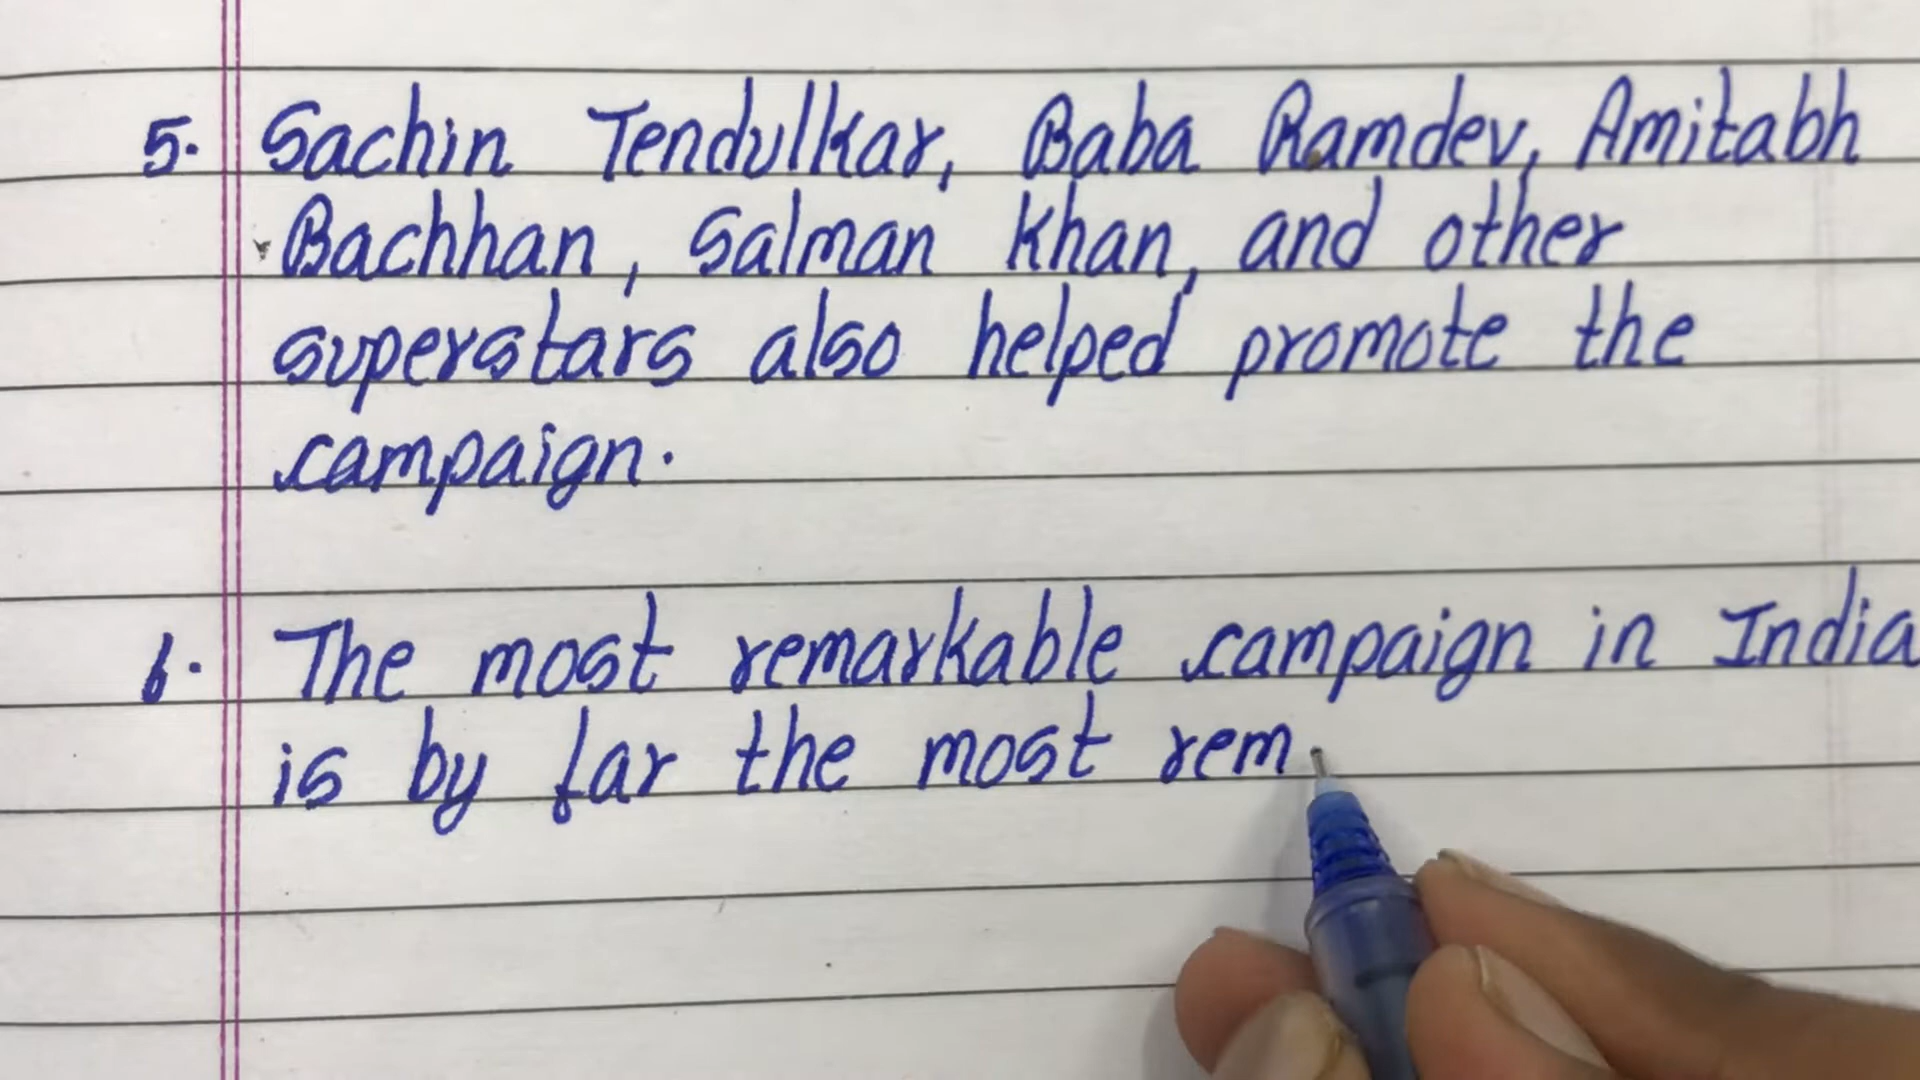 5. Sachin Tendulkar, Baba Ramdev, Amitabh
Bachhan, Salman Khan, and other
superstars also helped promote the
campaign.
6. The most remarkable campaign in India
is by far the most rem